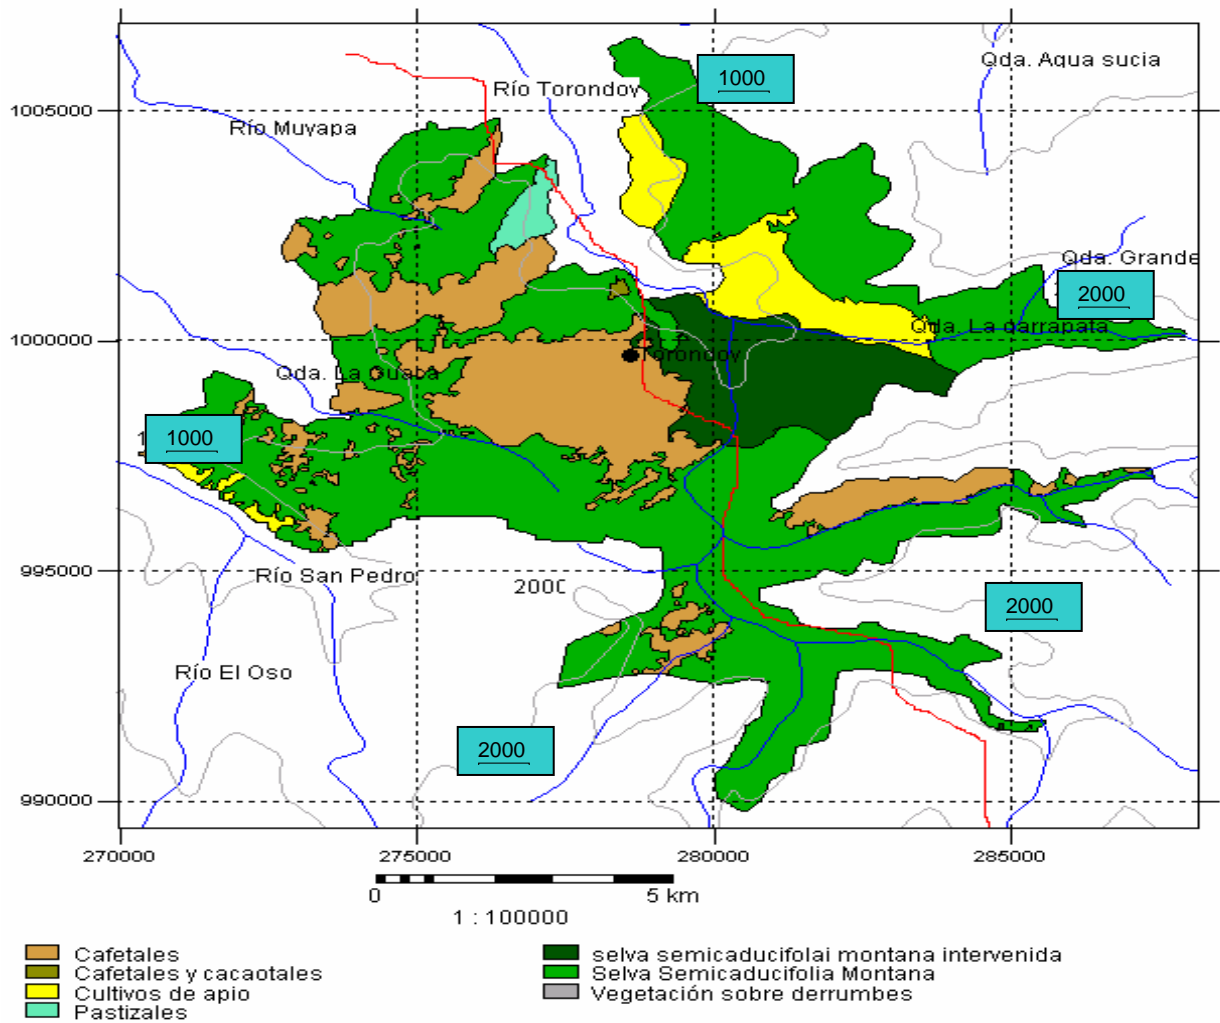 1000
Qda. Agua sucia
Río Torondoy
1005000
Río Muyapa
Qda. Grande
2000
Qda. La garrapata
1000000
Torondoy
Qda. La Guaba
1000
995000
Río San Pedro
2000
2000
Río El Oso
2000
990000
270000
275000
280000
285000
0
5 km
1 : 100000
Cafetales
selva semicaducifolai montana intervenida
Cafetales y cacaotales
Selva Semicaducifolia Montana
Cultivos de apio
Vegetación sobre derrumbes
Pastizales